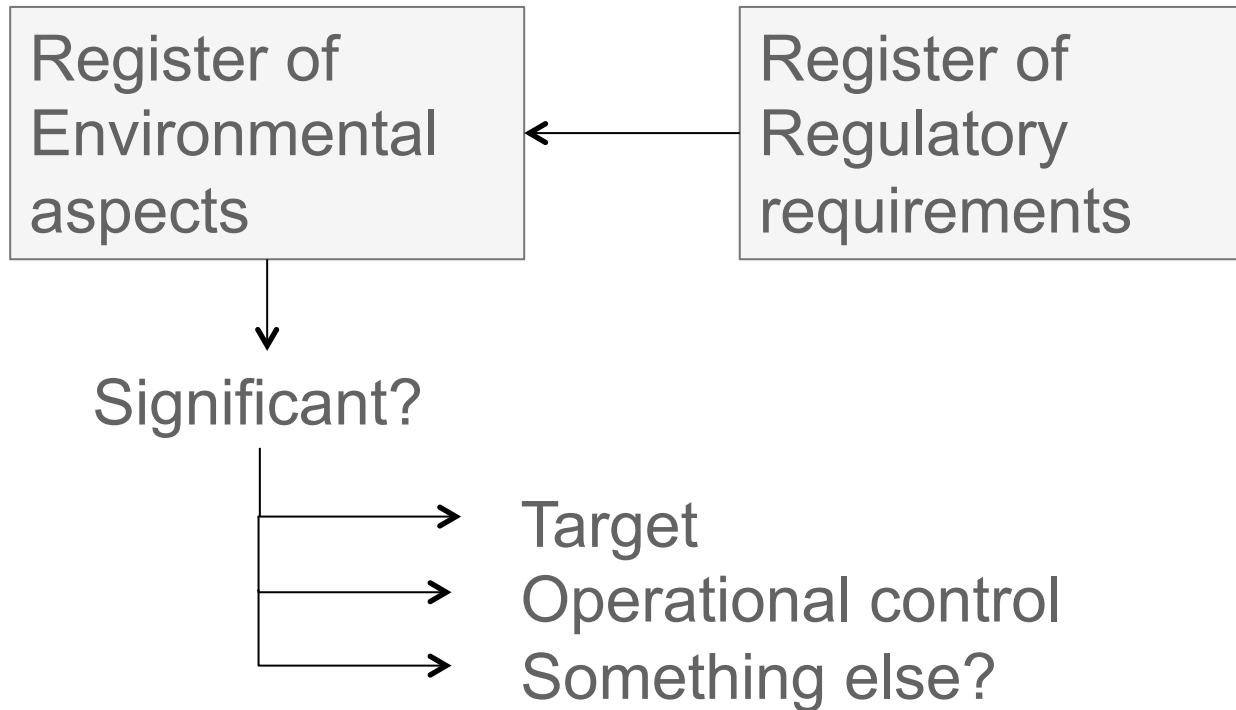 Register of
Environmental
aspects
Register of
Regulatory
requirements
Significant?
Target
Operational control
Something else?